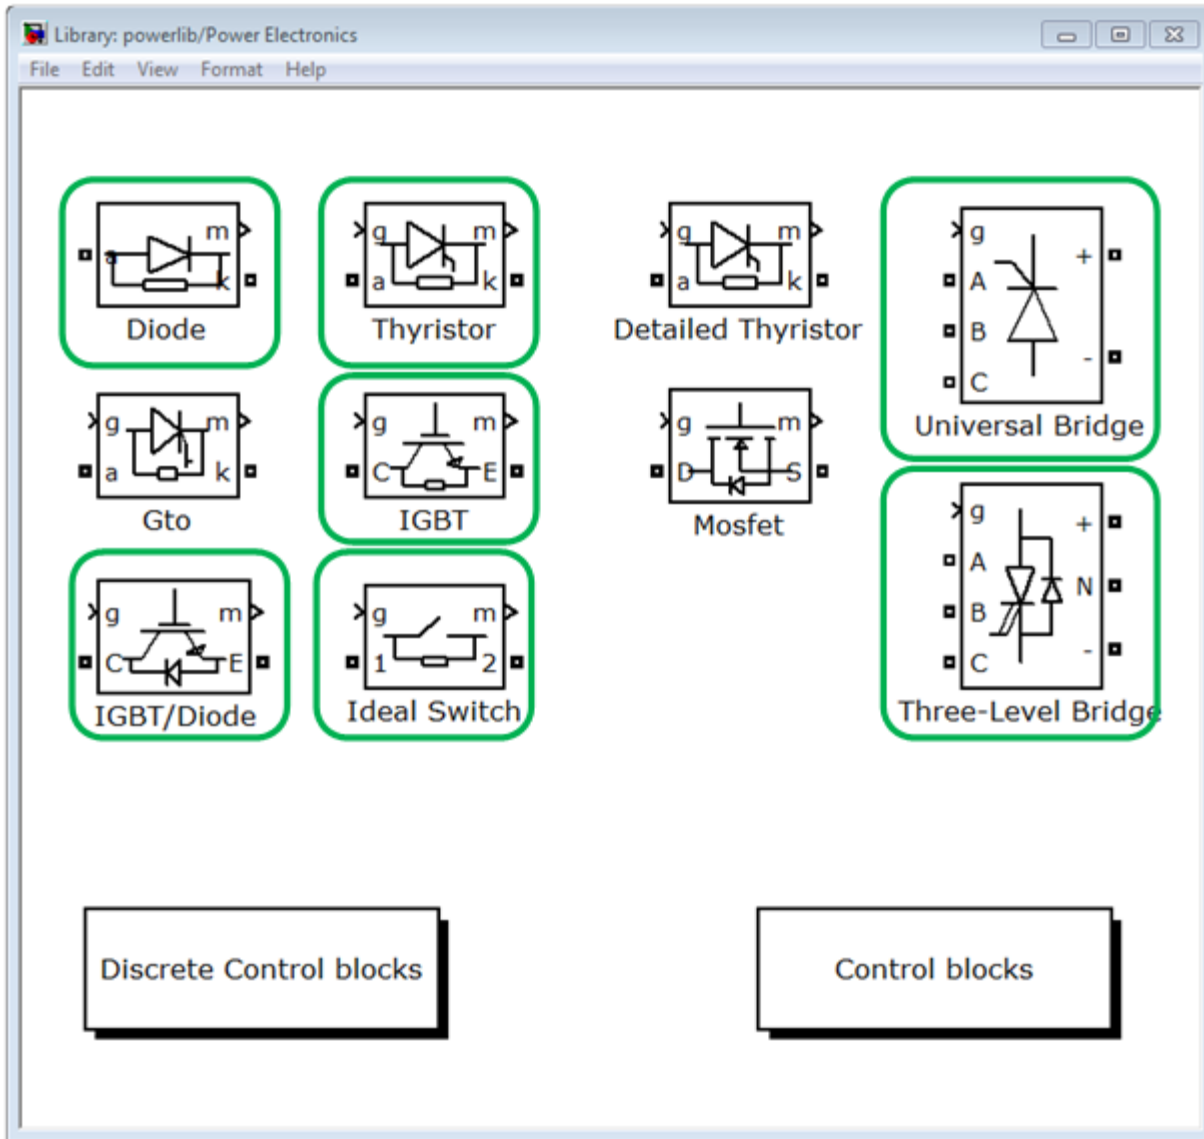 Library: powerlib/Power Electronics
File Edit View Format Help
m
a
k
Diode
g
m
a
k
Thyristor
g
m
a
k
Detailed Thyristor
g
A
B
C
+
-
Universal Bridge
g
m
a
k
Gto
g
m
C
E
IGBT
g
m
D
S
Mosfet
g
A
B
C
+
N
-
Three-Level Bridge
g
m
C
E
IGBT/Diode
g
m
1
2
Ideal Switch
Discrete Control blocks
Control blocks